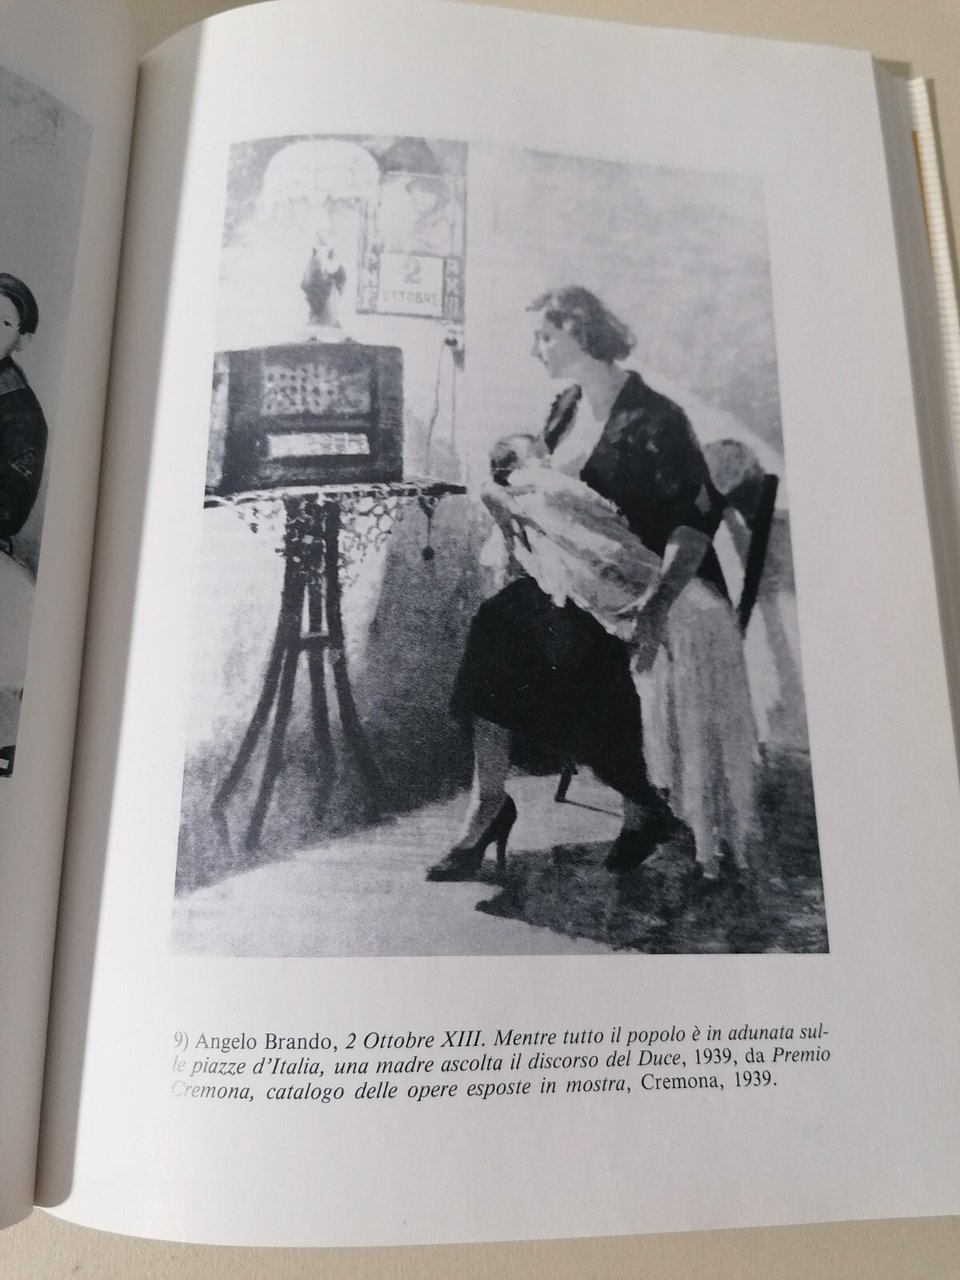 2
OTTOBRE
9) Angelo Brando, 2 Ottobre XIII. Mentre tutto il popolo è in adunata sul-
le piazze d'Italia, una madre ascolta il discorso del Duce, 1939, da Premio
Cremona, catalogo delle opere esposte in mostra, Cremona, 1939.